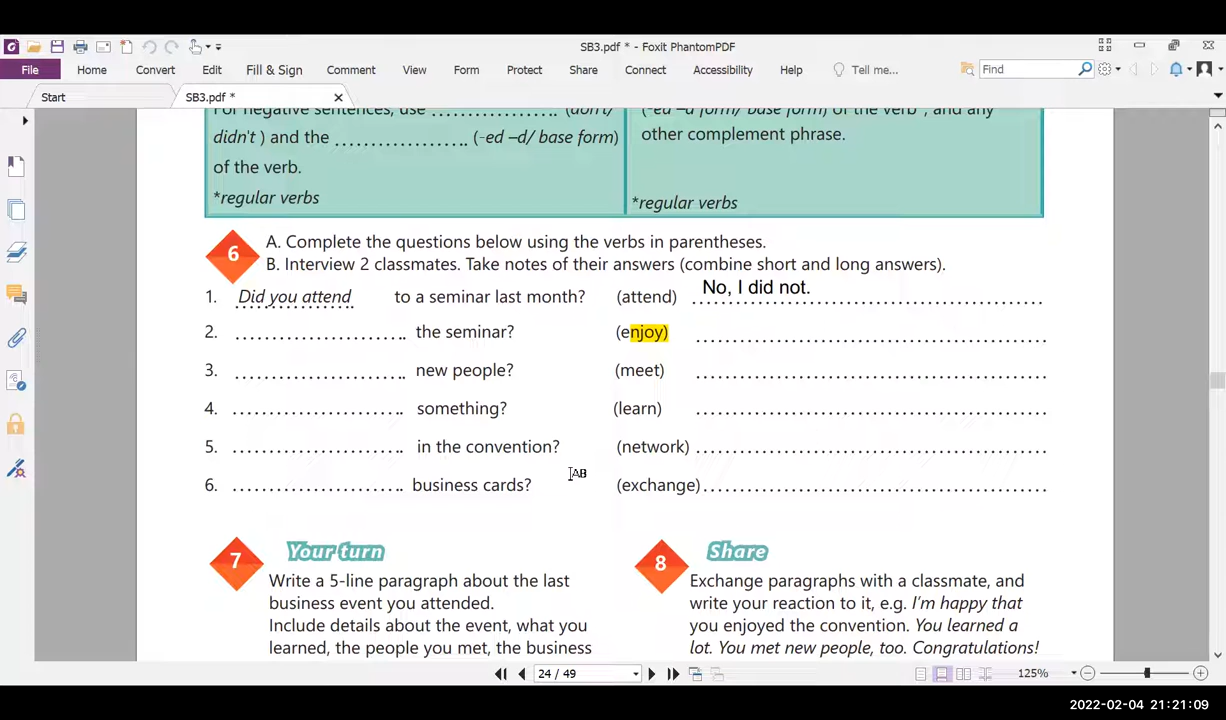 SB3.pdf * - Foxit PhantomPDF
File Home Convert Edit Fill & Sign Comment View Form Protect Share Connect Accessibility Help Tell me... Find
Start SB3.pdf *
For negative sentences, use ................... (don't/
didn't ) and the ................... (-ed –d/ base form)
of the verb.
*regular verbs
(-ed –d form/ base form) of the verb , and any
other complement phrase.
*regular verbs
6
A. Complete the questions below using the verbs in parentheses.
B. Interview 2 classmates. Take notes of their answers (combine short and long answers).
1. Did you attend to a seminar last month? (attend) No, I did not.
2. ........................ the seminar? (enjoy) ................................................
3. ........................ new people? (meet) ................................................
4. ........................ something? (learn) ................................................
5. ........................ in the convention? (network) ................................................
6. ........................ business cards? (exchange) ................................................
7 Your turn
Write a 5-line paragraph about the last
business event you attended.
Include details about the event, what you
learned, the people you met, the business
8 Share
Exchange paragraphs with a classmate, and
write your reaction to it, e.g. I'm happy that
you enjoyed the convention. You learned a
lot. You met new people, too. Congratulations!
24 / 49 125%
2022-02-04 21:21:09